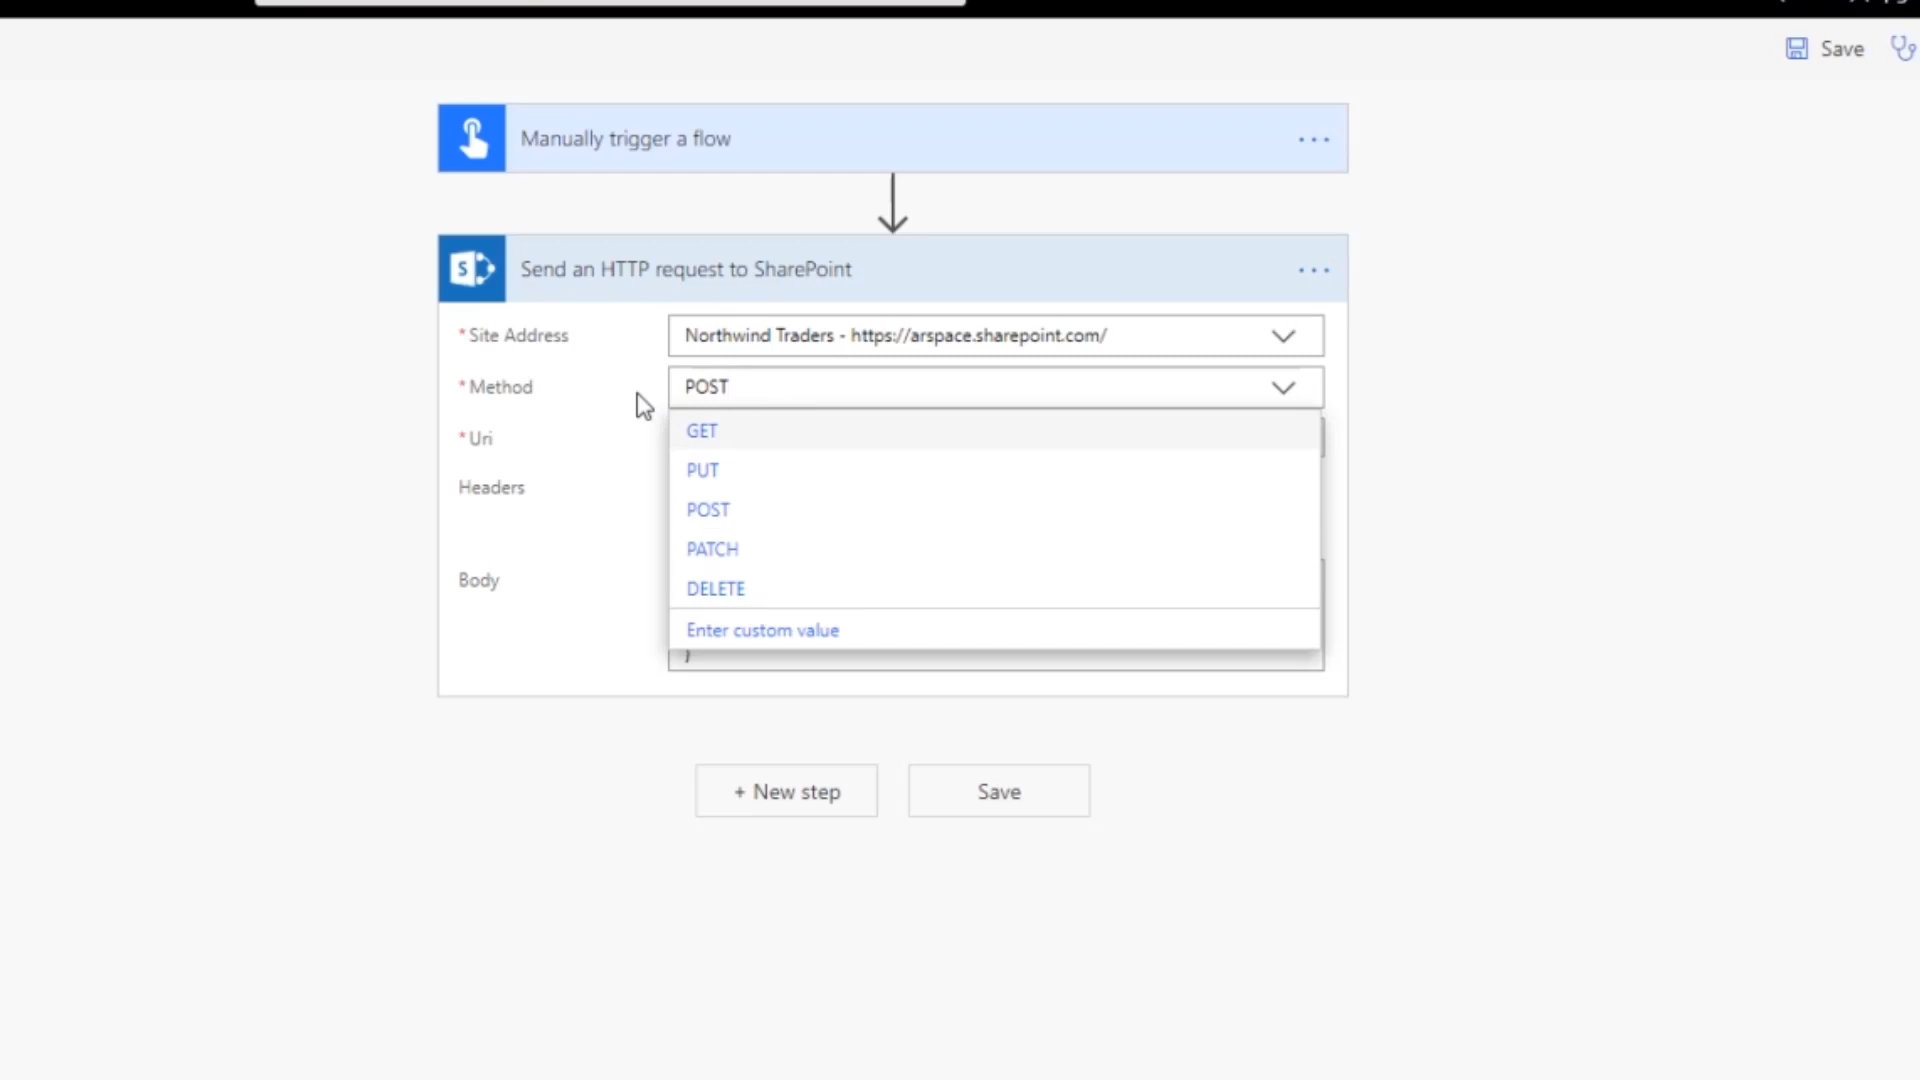 Save
Manually trigger a flow
...
S
Send an HTTP request to SharePoint
...
* Site Address
Northwind Traders - https://arspace.sharepoint.com/
* Method
POST
* Uri
GET
PUT
Headers
POST
PATCH
Body
DELETE
Enter custom value
}
+ New step
Save